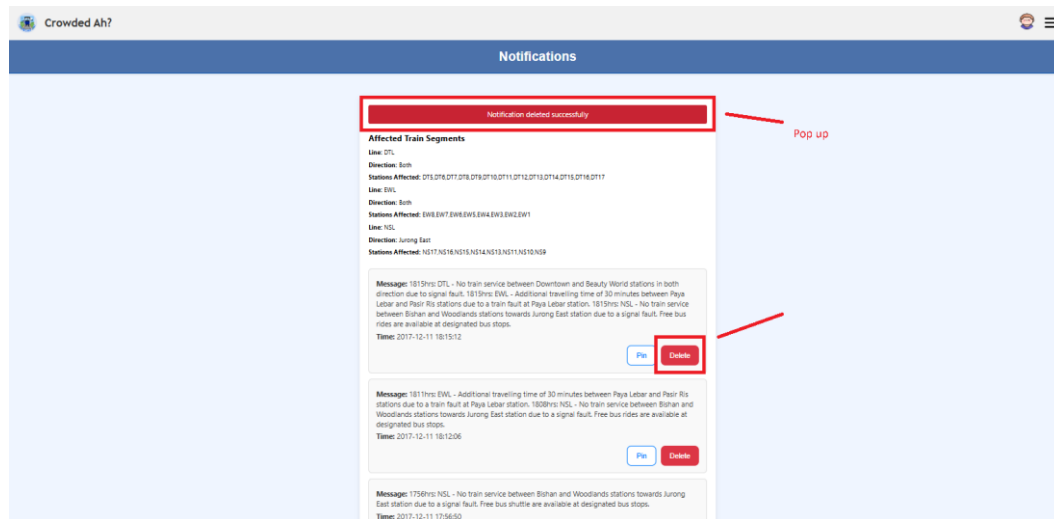 Crowded Ah?
Notifications
Notification deleted successfully
Pop up
Affected Train Segments
Line: DTL
Direction: Both
Stations Affected: DT5,DT6,DT7,DT8,DT9,DT10,DT11,DT12,DT13,DT14,DT15,DT16,DT17
Line: EWL
Direction: Both
Stations Affected: EW8,EW7,EW6,EW5,EW4,EW3,EW2,EW1
Line: NSL
Direction: Jurong East
Stations Affected: NS17,NS16,NS15,NS14,NS13,NS11,NS10,NS9
Message: 1815hrs: DTL - No train service between Downtown and Beauty World stations in both
direction due to signal fault. 1815hrs: EWL - Additional travelling time of 30 minutes between Paya
Lebar and Pasir Ris stations due to a train fault at Paya Lebar station. 1815hrs: NSL - No train service
between Bishan and Woodlands stations towards Jurong East station due to a signal fault. Free bus
rides are available at designated bus stops.
Time: 2017-12-11 18:15:12
Pin Delete
Message: 1811hrs: EWL - Additional travelling time of 30 minutes between Paya Lebar and Pasir Ris
stations due to a train fault at Paya Lebar station. 1808hrs: NSL - No train service between Bishan and
Woodlands stations towards Jurong East station due to a signal fault. Free bus rides are available at
designated bus stops.
Time: 2017-12-11 18:12:06
Pin Delete
Message: 1756hrs: NSL - No train service between Bishan and Woodlands stations towards Jurong
East station due to a signal fault. Free bus shuttle are available at designated bus stops.
Time: 2017-12-11 17:56:50